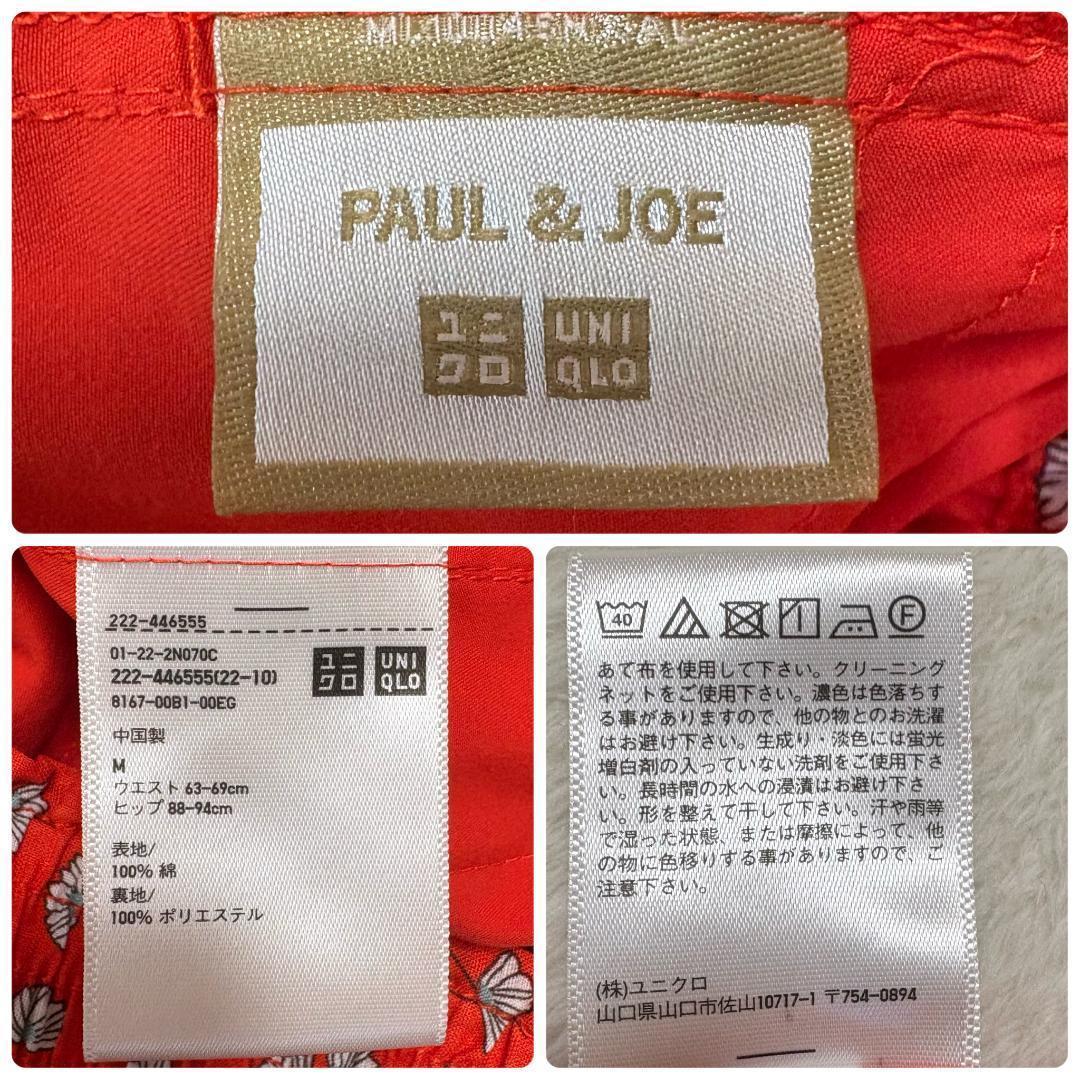 PAUL & JOE
ユニ UNI
クロ QLO
222-446555
01-22-2N070C
222-446555(22-10)
8167-00B1-00EG
ユニ UNI
クロ QLO
中国製
M
ウエスト 63-69cm
ヒップ 88-94cm
表地/
100% 綿
裏地/
100% ポリエステル
40
F
あて布を使用して下さい。クリーニング
ネットをご使用下さい。濃色は色落ちす
る事がありますので、他の物とのお洗濯
はお避け下さい。生成り・淡色には蛍光
増白剤の入っていない洗剤をご使用下さ
い。長時間の水への浸漬はお避け下さ
い。形を整えて干して下さい。汗や雨等
で湿った状態、または摩擦によって、他
の物に色移りする事がありますので、ご
注意下さい。
(株)ユニクロ
山口県山口市佐山10717-1 〒754-0894